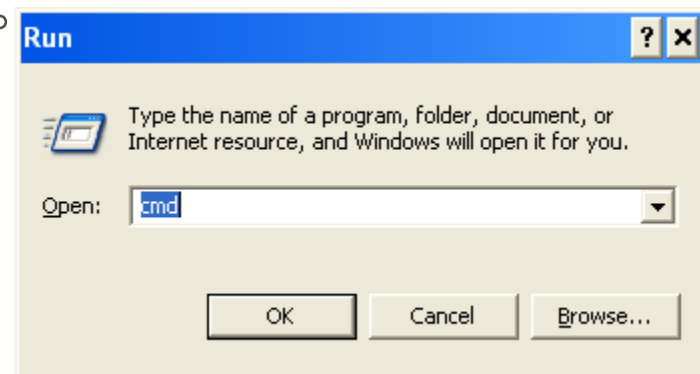 Run
Type the name of a program, folder, document, or
Internet resource, and Windows will open it for you.
Open: cmd
OK Cancel Browse...